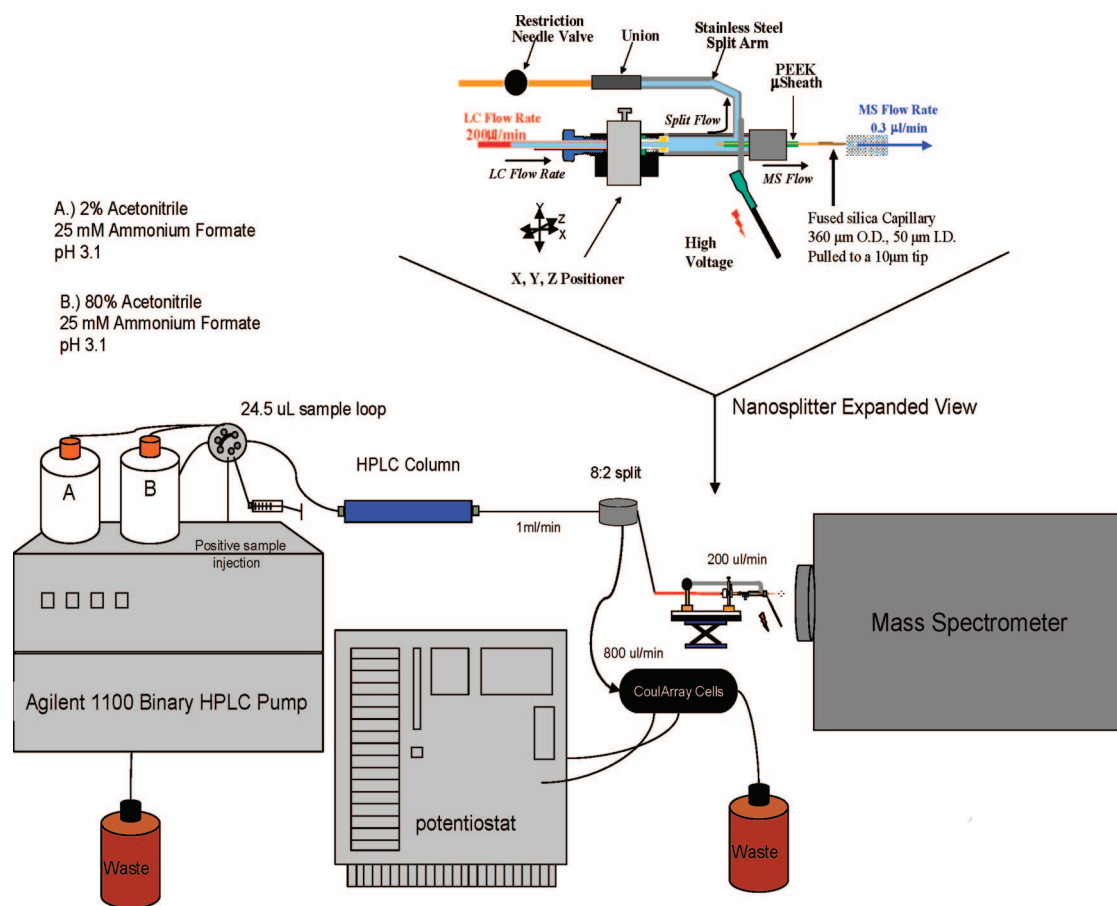 Restriction
Needle Valve
Union
Stainless Steel
Split Arm
PEEK
µSheath
MS Flow Rate
0.3 µl/min
LC Flow Rate
200µl/min
Split Flow
LC Flow Rate
MS Flow
Y
Z
X
High
Voltage
Fused silica Capillary
360 µm O.D., 50 µm I.D.
Pulled to a 10µm tip
X, Y, Z Positioner
A.) 2% Acetonitrile
25 mM Ammonium Formate
pH 3.1
B.) 80% Acetonitrile
25 mM Ammonium Formate
pH 3.1
Nanosplitter Expanded View
24.5 uL sample loop
HPLC Column
8:2 split
A
B
1ml/min
Positive sample
injection
200 ul/min
Mass Spectrometer
800 ul/min
CoulArray Cells
Agilent 1100 Binary HPLC Pump
potentiostat
Waste
Waste